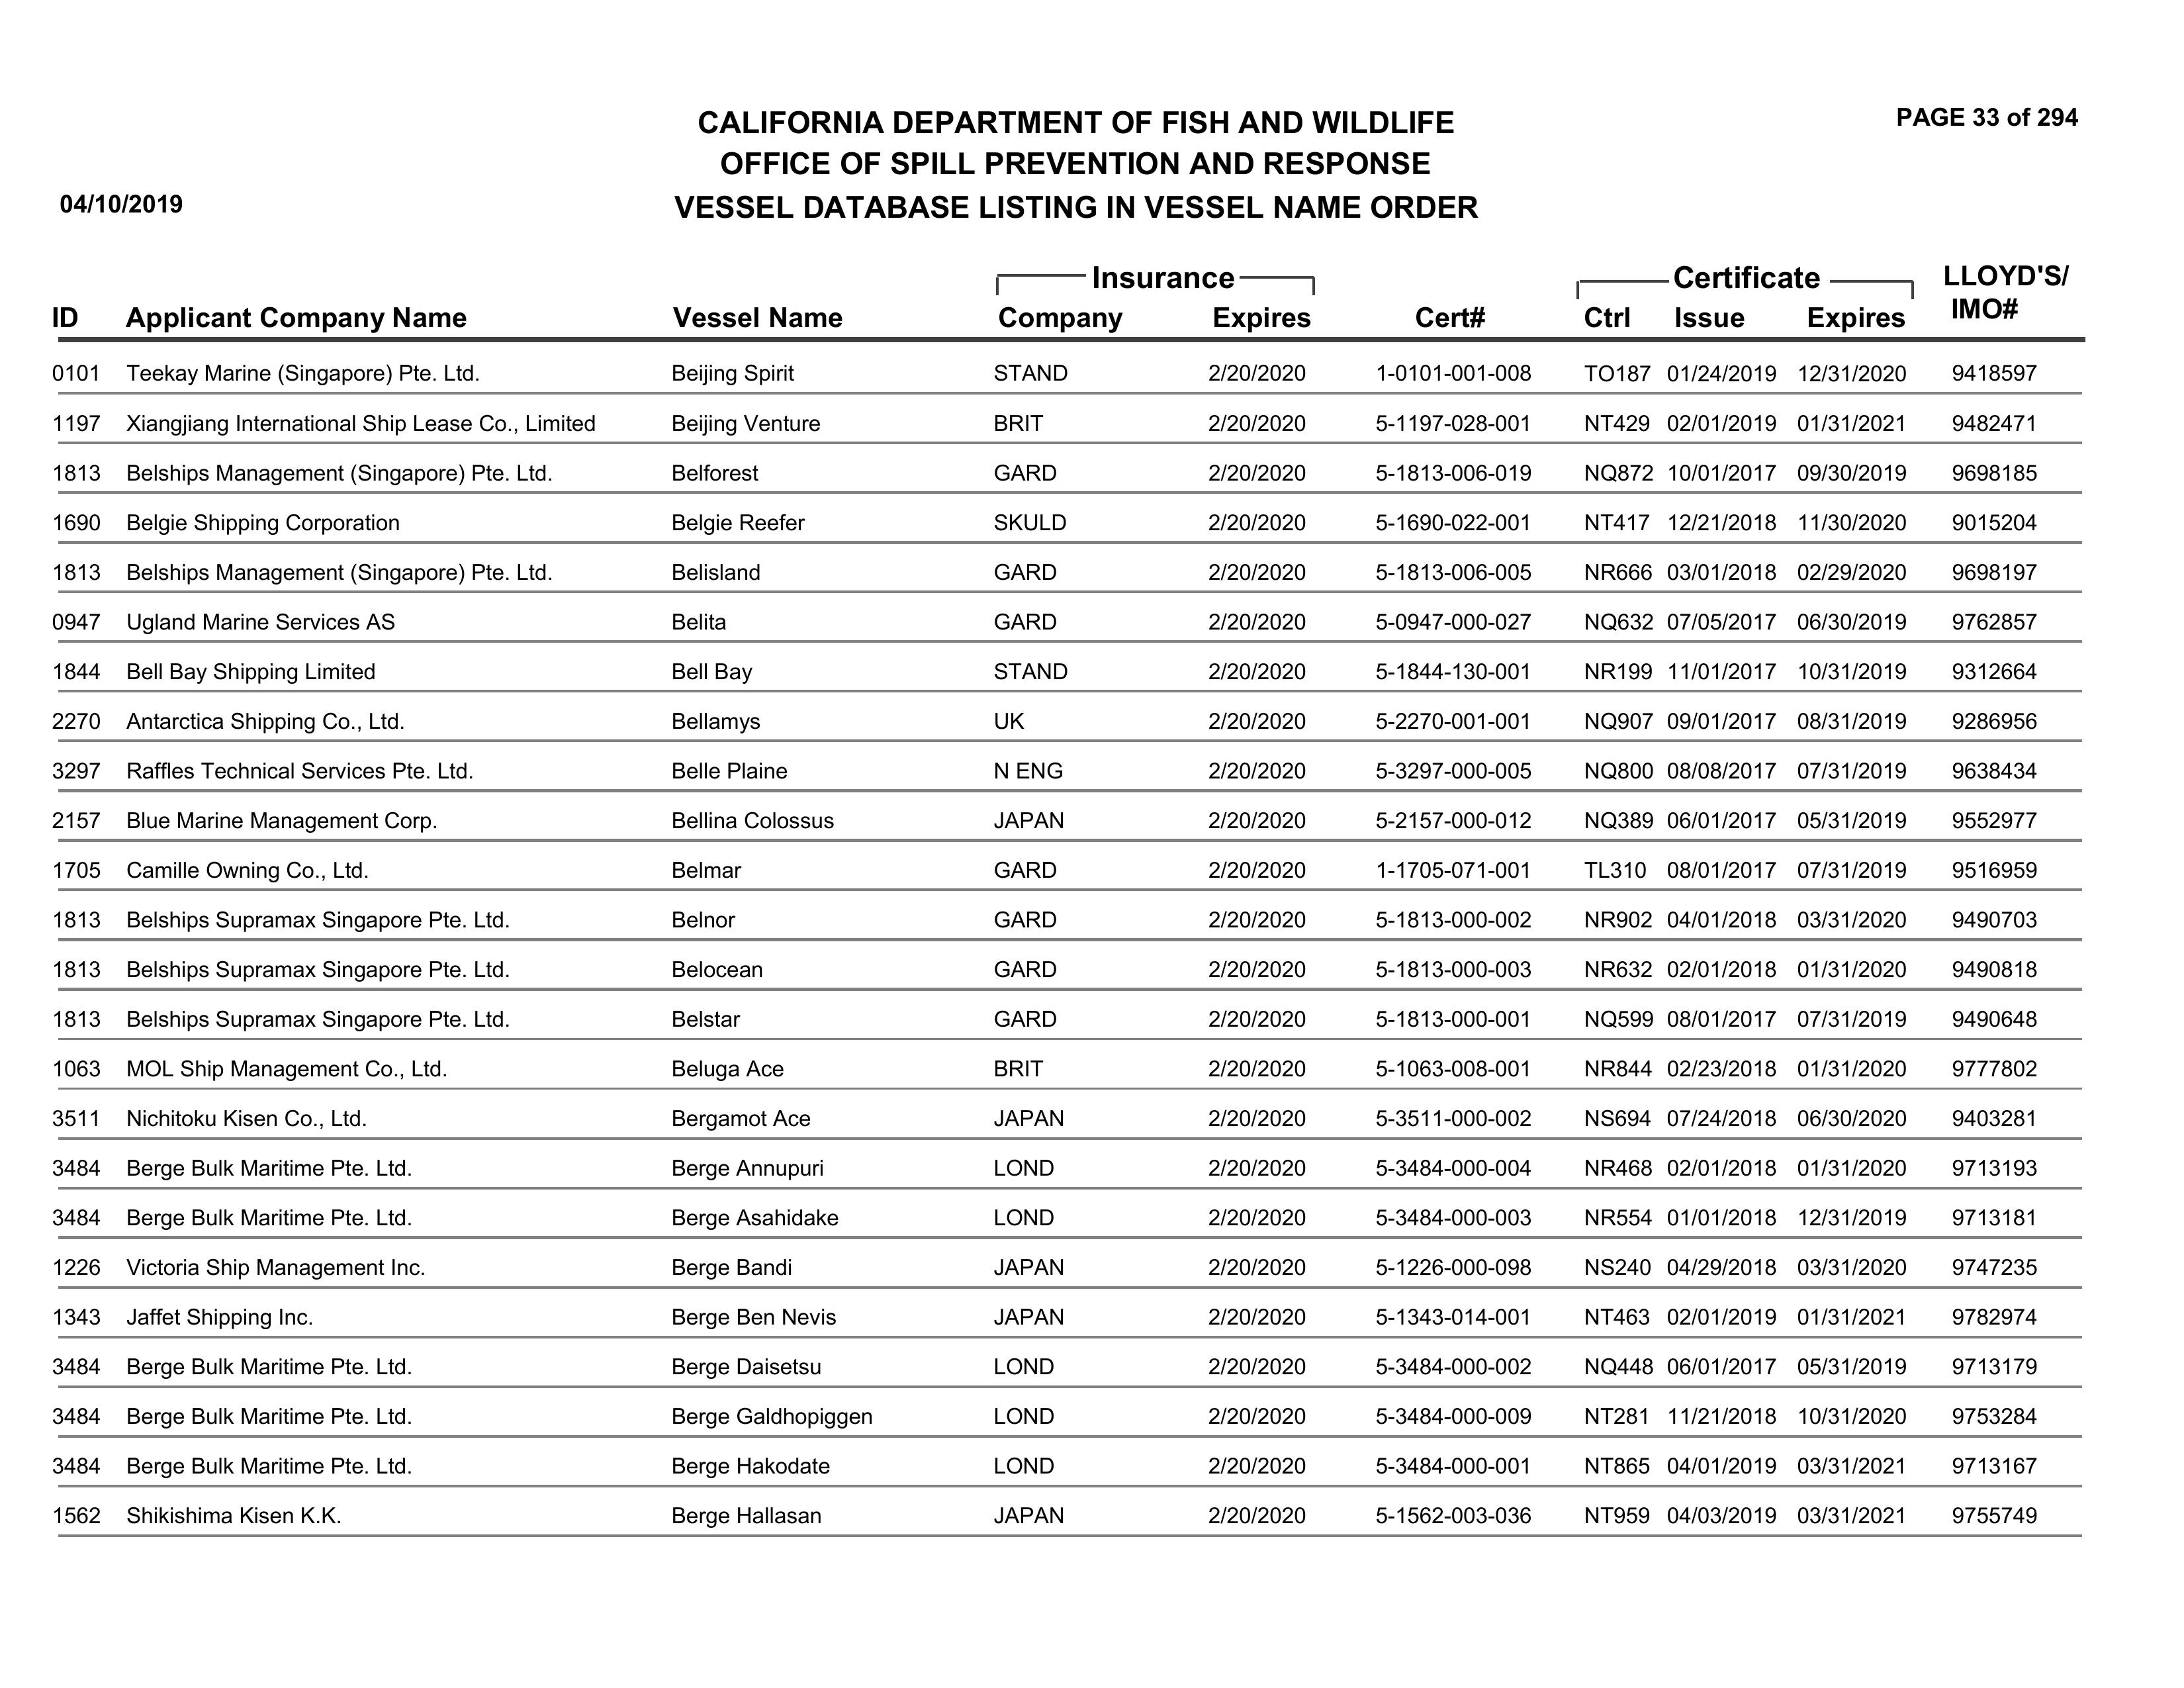 PAGE 33 of 294
CALIFORNIA DEPARTMENT OF FISH AND WILDLIFE
OFFICE OF SPILL PREVENTION AND RESPONSE
04/10/2019 VESSEL DATABASE LISTING IN VESSEL NAME ORDER
Insurance Certificate LLOYD'S/
ID Applicant Company Name Vessel Name Company Expires Cert# Ctrl Issue Expires IMO#
0101 Teekay Marine (Singapore) Pte. Ltd. Beijing Spirit STAND 2/20/2020 1-0101-001-008 TO187 01/24/2019 12/31/2020 9418597
1197 Xiangjiang International Ship Lease Co., Limited Beijing Venture BRIT 2/20/2020 5-1197-028-001 NT429 02/01/2019 01/31/2021 9482471
1813 Belships Management (Singapore) Pte. Ltd. Belforest GARD 2/20/2020 5-1813-006-019 NQ872 10/01/2017 09/30/2019 9698185
1690 Belgie Shipping Corporation Belgie Reefer SKULD 2/20/2020 5-1690-022-001 NT417 12/21/2018 11/30/2020 9015204
1813 Belships Management (Singapore) Pte. Ltd. Belisland GARD 2/20/2020 5-1813-006-005 NR666 03/01/2018 02/29/2020 9698197
0947 Ugland Marine Services AS Belita GARD 2/20/2020 5-0947-000-027 NQ632 07/05/2017 06/30/2019 9762857
1844 Bell Bay Shipping Limited Bell Bay STAND 2/20/2020 5-1844-130-001 NR199 11/01/2017 10/31/2019 9312664
2270 Antarctica Shipping Co., Ltd. Bellamys UK 2/20/2020 5-2270-001-001 NQ907 09/01/2017 08/31/2019 9286956
3297 Raffles Technical Services Pte. Ltd. Belle Plaine N ENG 2/20/2020 5-3297-000-005 NQ800 08/08/2017 07/31/2019 9638434
2157 Blue Marine Management Corp. Bellina Colossus JAPAN 2/20/2020 5-2157-000-012 NQ389 06/01/2017 05/31/2019 9552977
1705 Camille Owning Co., Ltd. Belmar GARD 2/20/2020 1-1705-071-001 TL310 08/01/2017 07/31/2019 9516959
1813 Belships Supramax Singapore Pte. Ltd. Belnor GARD 2/20/2020 5-1813-000-002 NR902 04/01/2018 03/31/2020 9490703
1813 Belships Supramax Singapore Pte. Ltd. Belocean GARD 2/20/2020 5-1813-000-003 NR632 02/01/2018 01/31/2020 9490818
1813 Belships Supramax Singapore Pte. Ltd. Belstar GARD 2/20/2020 5-1813-000-001 NQ599 08/01/2017 07/31/2019 9490648
1063 MOL Ship Management Co., Ltd. Beluga Ace BRIT 2/20/2020 5-1063-008-001 NR844 02/23/2018 01/31/2020 9777802
3511 Nichitoku Kisen Co., Ltd. Bergamot Ace JAPAN 2/20/2020 5-3511-000-002 NS694 07/24/2018 06/30/2020 9403281
3484 Berge Bulk Maritime Pte. Ltd. Berge Annupuri LOND 2/20/2020 5-3484-000-004 NR468 02/01/2018 01/31/2020 9713193
3484 Berge Bulk Maritime Pte. Ltd. Berge Asahidake LOND 2/20/2020 5-3484-000-003 NR554 01/01/2018 12/31/2019 9713181
1226 Victoria Ship Management Inc. Berge Bandi JAPAN 2/20/2020 5-1226-000-098 NS240 04/29/2018 03/31/2020 9747235
1343 Jaffet Shipping Inc. Berge Ben Nevis JAPAN 2/20/2020 5-1343-014-001 NT463 02/01/2019 01/31/2021 9782974
3484 Berge Bulk Maritime Pte. Ltd. Berge Daisetsu LOND 2/20/2020 5-3484-000-002 NQ448 06/01/2017 05/31/2019 9713179
3484 Berge Bulk Maritime Pte. Ltd. Berge Galdhopiggen LOND 2/20/2020 5-3484-000-009 NT281 11/21/2018 10/31/2020 9753284
3484 Berge Bulk Maritime Pte. Ltd. Berge Hakodate LOND 2/20/2020 5-3484-000-001 NT865 04/01/2019 03/31/2021 9713167
1562 Shikishima Kisen K.K. Berge Hallasan JAPAN 2/20/2020 5-1562-003-036 NT959 04/03/2019 03/31/2021 9755749